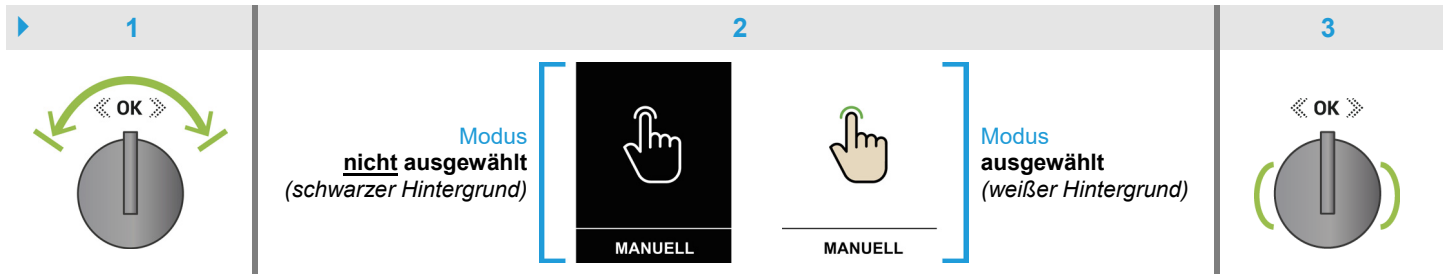 1
2
3
OK
Modus
nicht ausgewählt
(schwarzer Hintergrund)
MANUELL
MANUELL
Modus
ausgewählt
(weißer Hintergrund)
OK